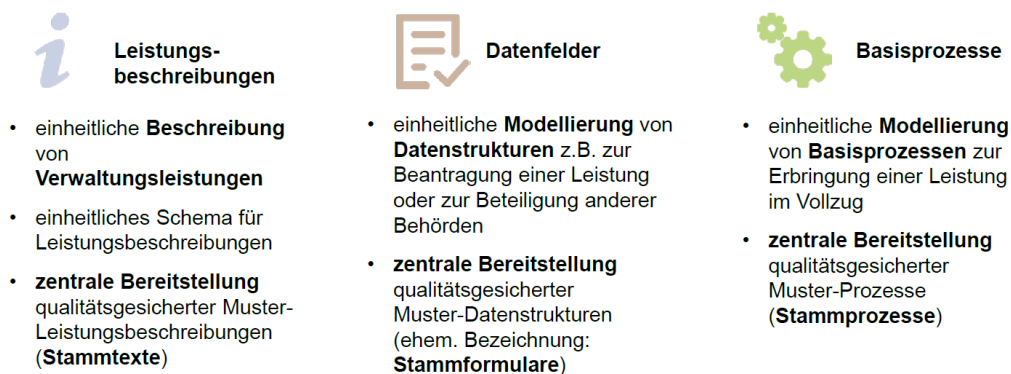 Leistungs-
beschreibungen
• einheitliche Beschreibung
von
Verwaltungsleistungen
• einheitliches Schema für
Leistungsbeschreibungen
• zentrale Bereitstellung
qualitätsgesicherter Muster-
Leistungsbeschreibungen
(Stammtexte)
Datenfelder
• einheitliche Modellierung von
Datenstrukturen z.B. zur
Beantragung einer Leistung
oder zur Beteiligung anderer
Behörden
• zentrale Bereitstellung
qualitätsgesicherter
Muster-Datenstrukturen
(ehem. Bezeichnung:
Stammformulare)
Basisprozesse
• einheitliche Modellierung
von Basisprozessen zur
Erbringung einer Leistung
im Vollzug
• zentrale Bereitstellung
qualitätsgesicherter
Muster-Prozesse
(Stammprozesse)